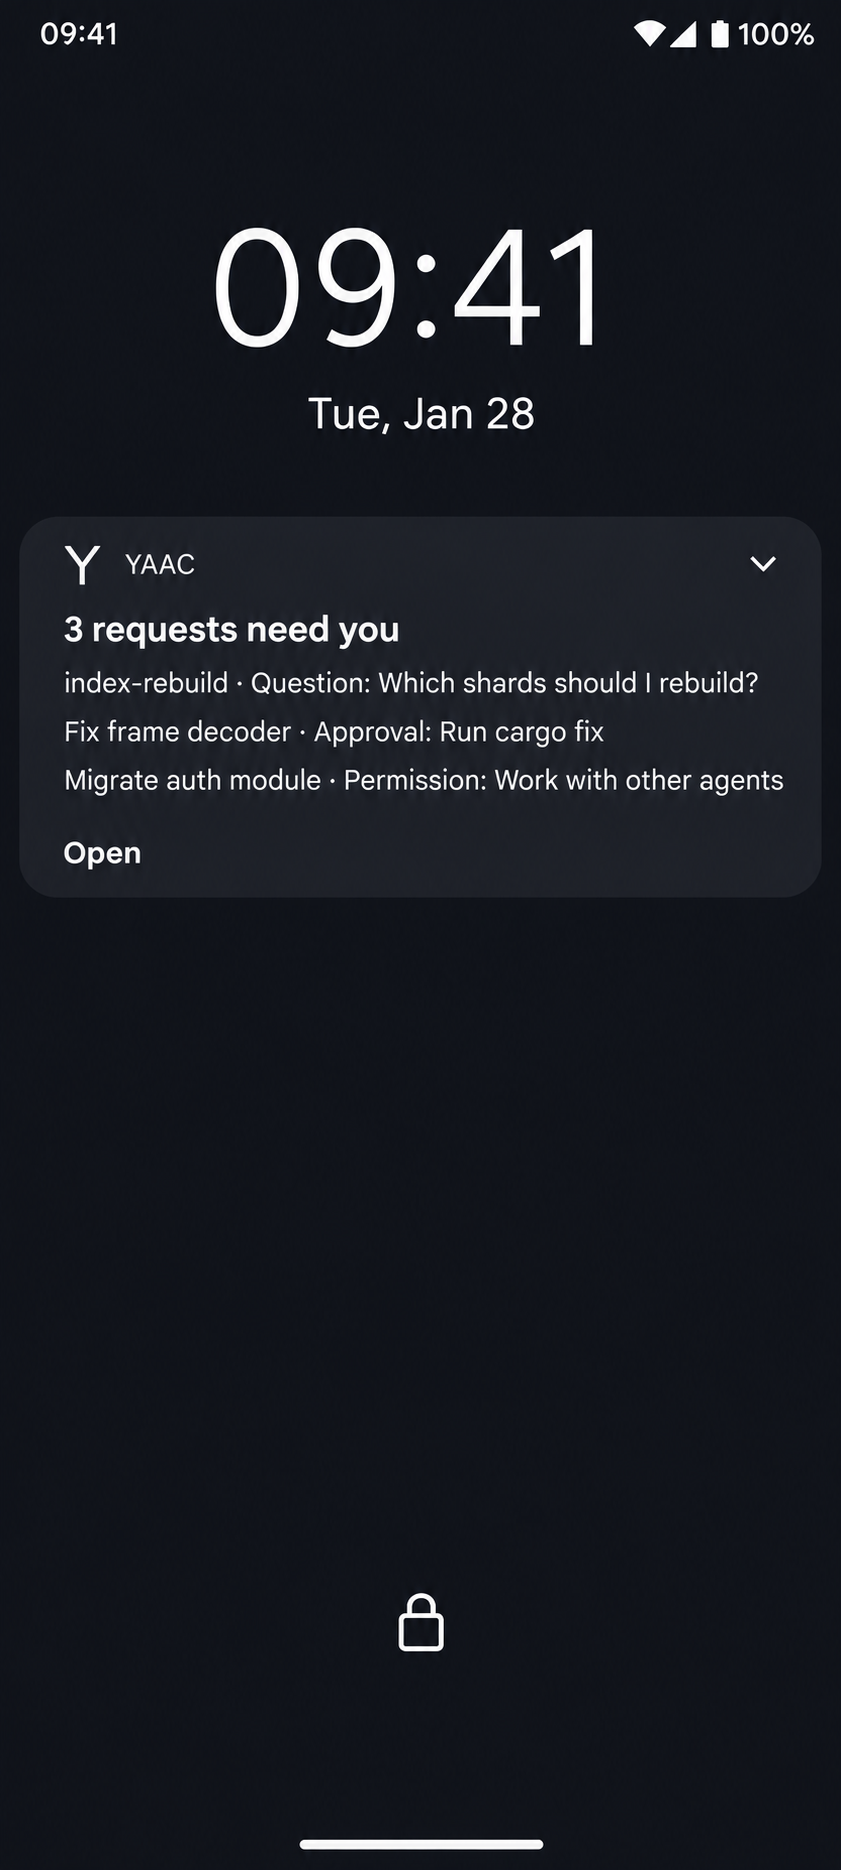 09:41 100%
09:41
Tue, Jan 28
Y YAAC
3 requests need you
index-rebuild · Question: Which shards should I rebuild?
Fix frame decoder · Approval: Run cargo fix
Migrate auth module · Permission: Work with other agents
Open